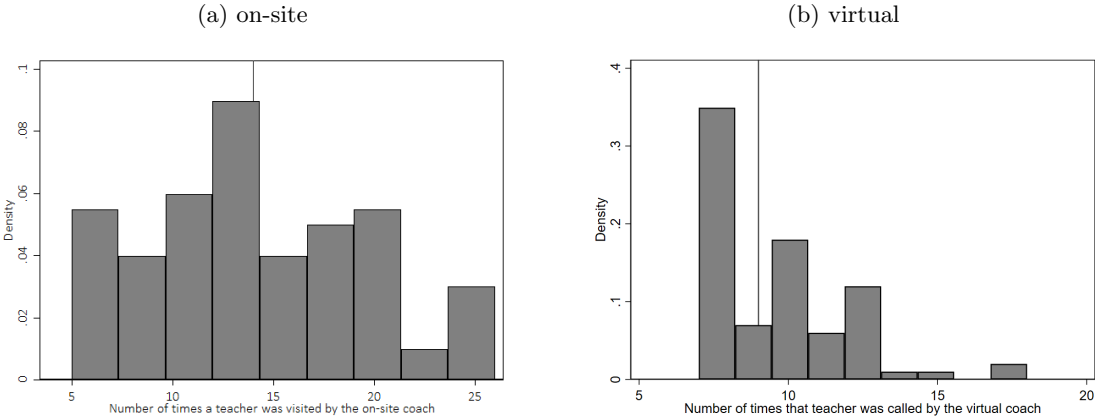 (a) on-site
Density
.1
.08
.06
.04
.02
0
5 10 15 20 25
Number of times a teacher was visited by the on-site coach
(b) virtual
Density
.4
.3
.2
.1
0
5 10 15 20
Number of times that teacher was called by the virtual coach